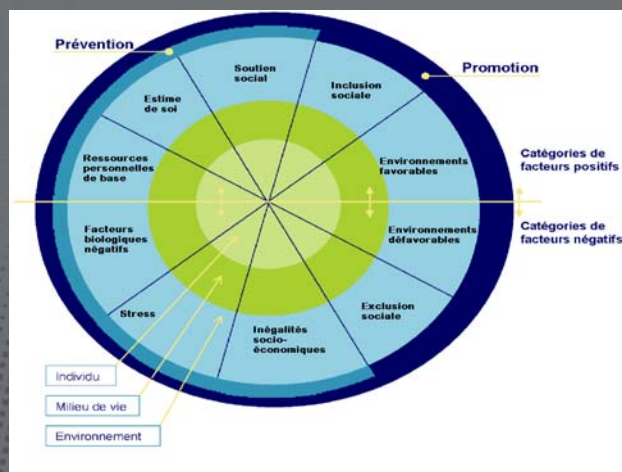 Prévention
Promotion
Soutien
social
Inclusion
sociale
Estime
de soi
Ressources
personnelles
de base
Environnements
favorables
Catégories de
facteurs positifs
Catégories de
facteurs négatifs
Facteurs
biologiques
négatifs
Environnements
défavorables
Stress
Inégalités
socio-
économiques
Exclusion
sociale
Individu
Milieu de vie
Environnement